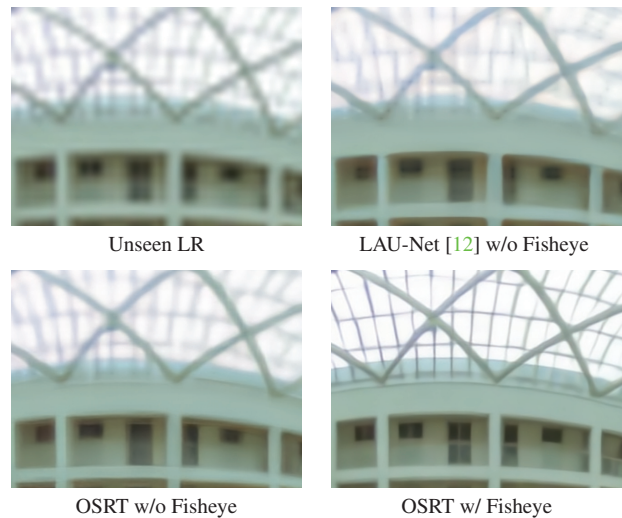 Unseen LR
LAU-Net [12] w/o Fisheye
OSRT w/o Fisheye
OSRT w/ Fisheye